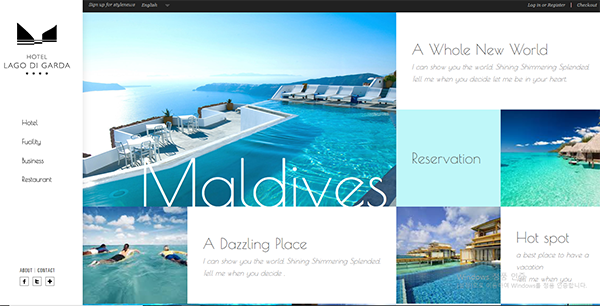 Sign up for stylenoice English Log in or Register | Checkout
HOTEL
LAGO DI GARDA
Hotel
Facility
Business
Restaurant
ABOUT CONTACT
Maldives
A Whole New World
I can show you the world. Shining Shimmering Splended.
Tell me when you decide let me be in your heart
Reservation
A Dazzling Place
I can show you the world. Shining Shimmering Splended.
Tell me when you decide .
Hot spot
a best place to have a
vacation
tell me when you
Windows 정품 인증
Windows를 정품 인증합니다.